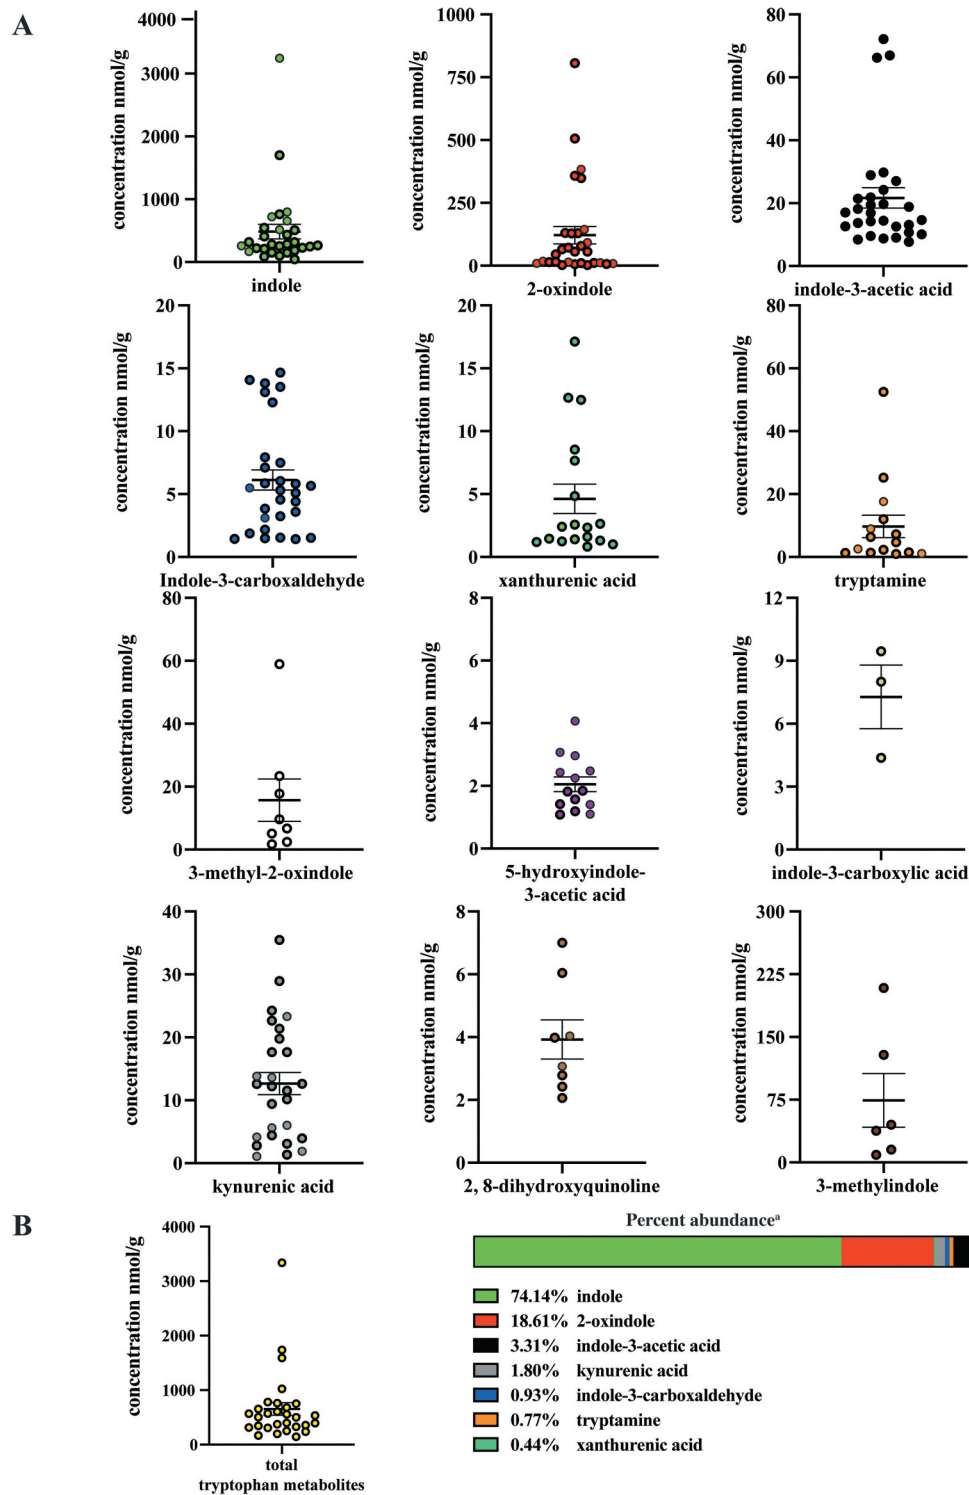 A
concentration nmol/g
4000
3000
2000
1000
0
indole
concentration nmol/g
1000
750
500
250
0
2-oxindole
concentration nmol/g
80
60
40
20
0
indole-3-acetic acid
concentration nmol/g
20
15
10
5
0
Indole-3-carboxaldehyde
concentration nmol/g
20
15
10
5
0
xanthurenic acid
concentration nmol/g
80
60
40
20
0
tryptamine
concentration nmol/g
80
60
40
20
0
3-methyl-2-oxindole
concentration nmol/g
8
6
4
2
0
5-hydroxyindole-
3-acetic acid
concentration nmol/g
12
9
6
3
0
indole-3-carboxylic acid
concentration nmol/g
40
30
20
10
0
kynurenic acid
concentration nmol/g
8
6
4
2
0
2, 8-dihydroxyquinoline
concentration nmol/g
300
225
150
75
0
3-methylindole
B
concentration nmol/g
4000
3000
2000
1000
0
total
tryptophan metabolites
Percent abundanceᵃ
74.14% indole
18.61% 2-oxindole
3.31% indole-3-acetic acid
1.80% kynurenic acid
0.93% indole-3-carboxaldehyde
0.77% tryptamine
0.44% xanthurenic acid